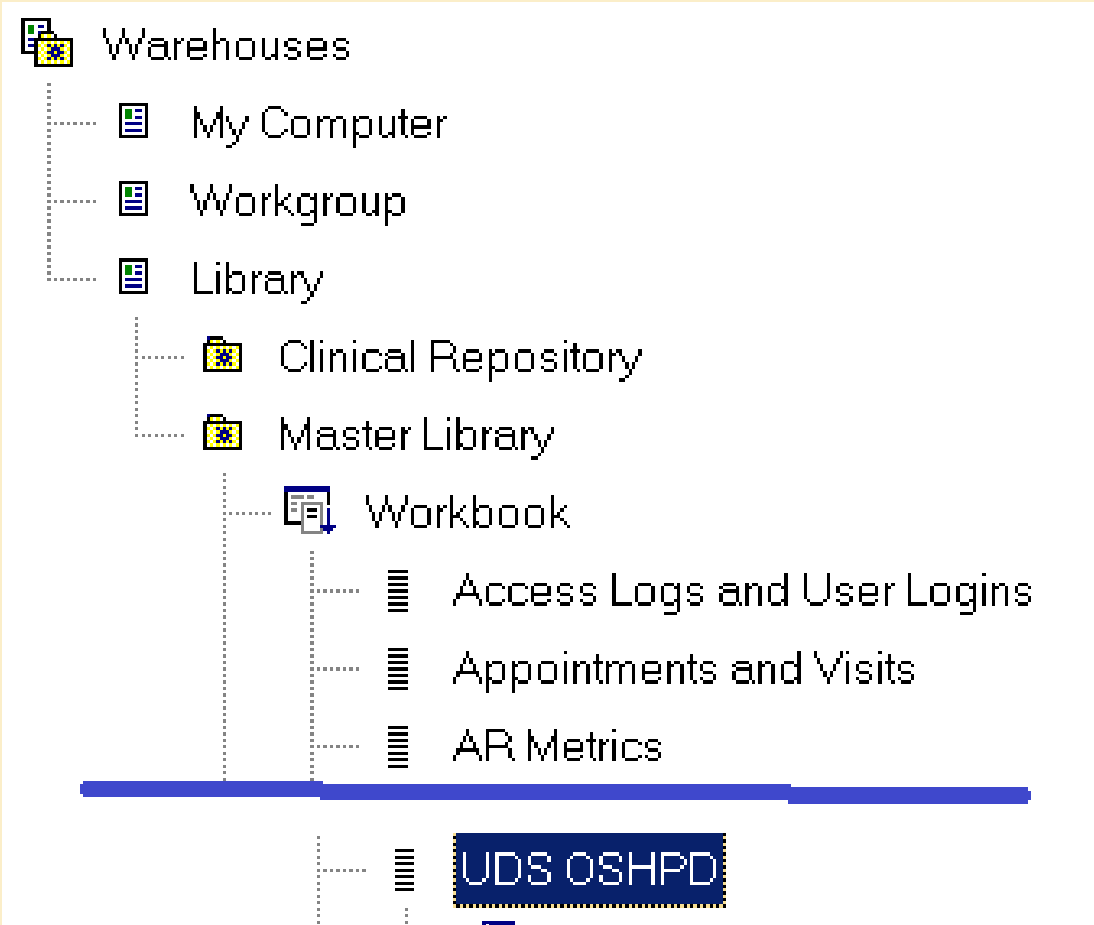 Warehouses
My Computer
Workgroup
Library
Clinical Repository
Master Library
Workbook
Access Logs and User Logins
Appointments and Visits
AR Metrics
UDS OSHPD